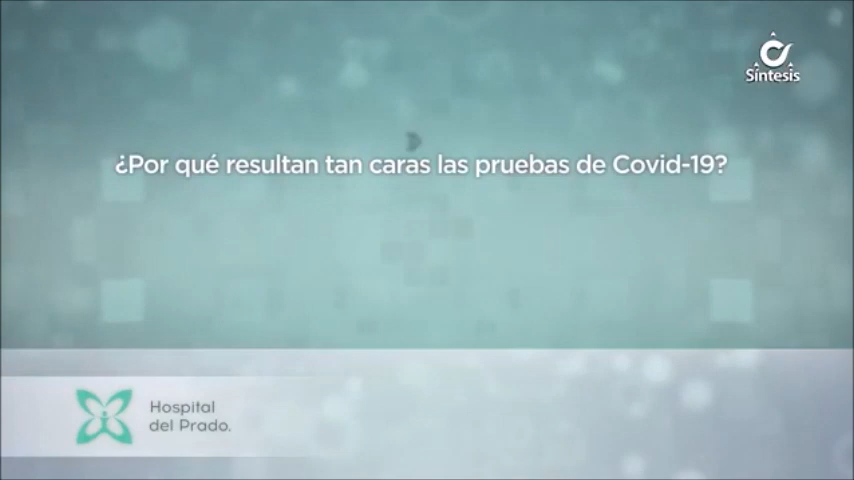 Síntesis
¿Por qué resultan tan caras las pruebas de Covid-19?
Hospital
del Prado.